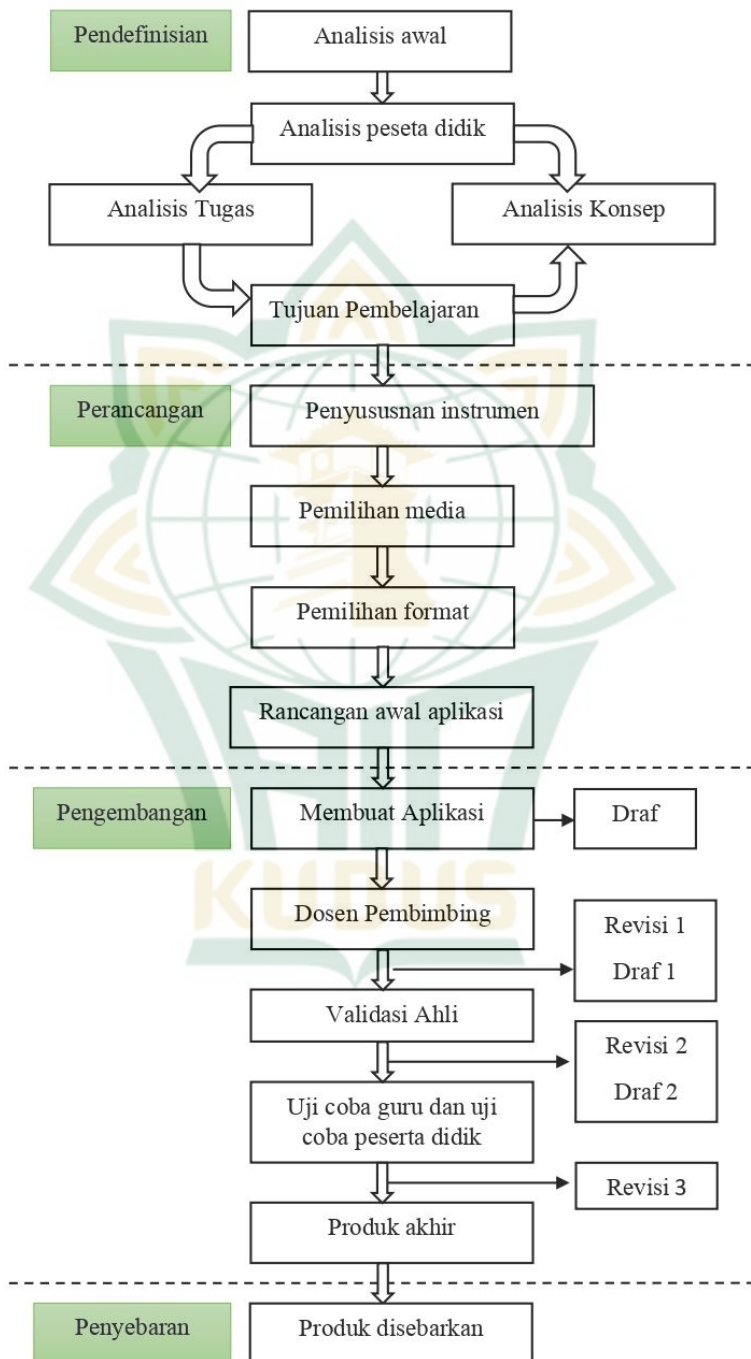 Pendefinisian
Analisis awal
Analisis peseta didik
Analisis Tugas
Analisis Konsep
Tujuan Pembelajaran
Perancangan
Penyususnan instrumen
Pemilihan media
Pemilihan format
Rancangan awal aplikasi
Pengembangan
Membuat Aplikasi
Draf
KUDUS
Dosen Pembimbing
Revisi 1
Draf 1
Validasi Ahli
Revisi 2
Draf 2
Uji coba guru dan uji
coba peserta didik
Revisi 3
Produk akhir
Penyebaran
Produk disebarkan